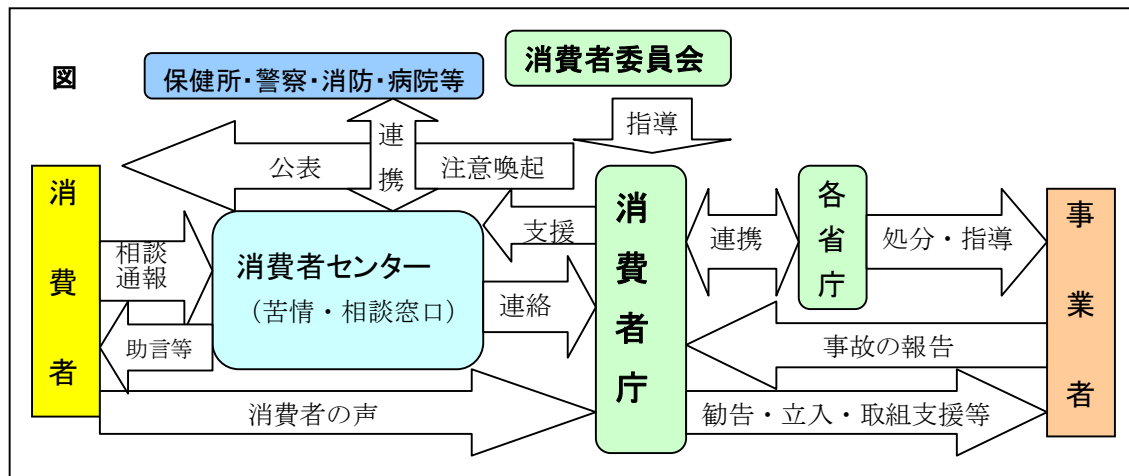 図
消費者委員会
保健所・警察・消防・病院等
指導
連携
公表
注意喚起
消費者
相談
通報
助言等
消費者センター
(苦情・相談窓口)
支援
連絡
消費者庁
連携
各省庁
処分・指導
事業者
事故の報告
消費者の声
勧告・立入・取組支援等